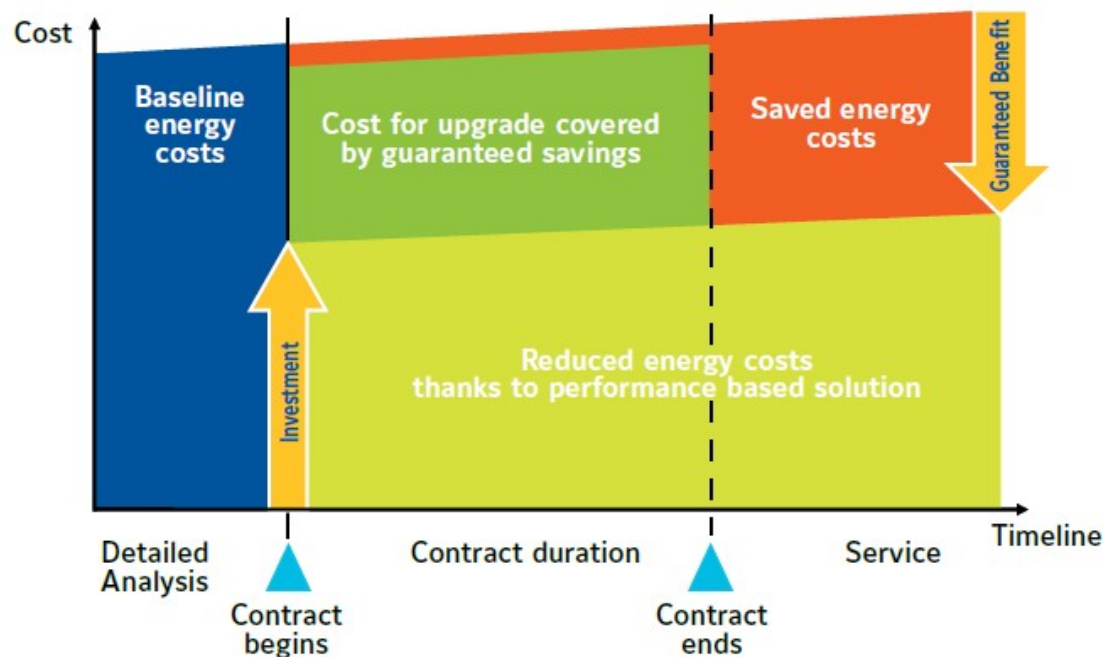 Cost
Baseline
energy
costs
Cost for upgrade covered
by guaranteed savings
Saved energy
costs
Guaranteed Benefit
Investment
Reduced energy costs
thanks to performance based solution
Timeline
Detailed
Analysis
Contract duration
Service
Contract
begins
Contract
ends